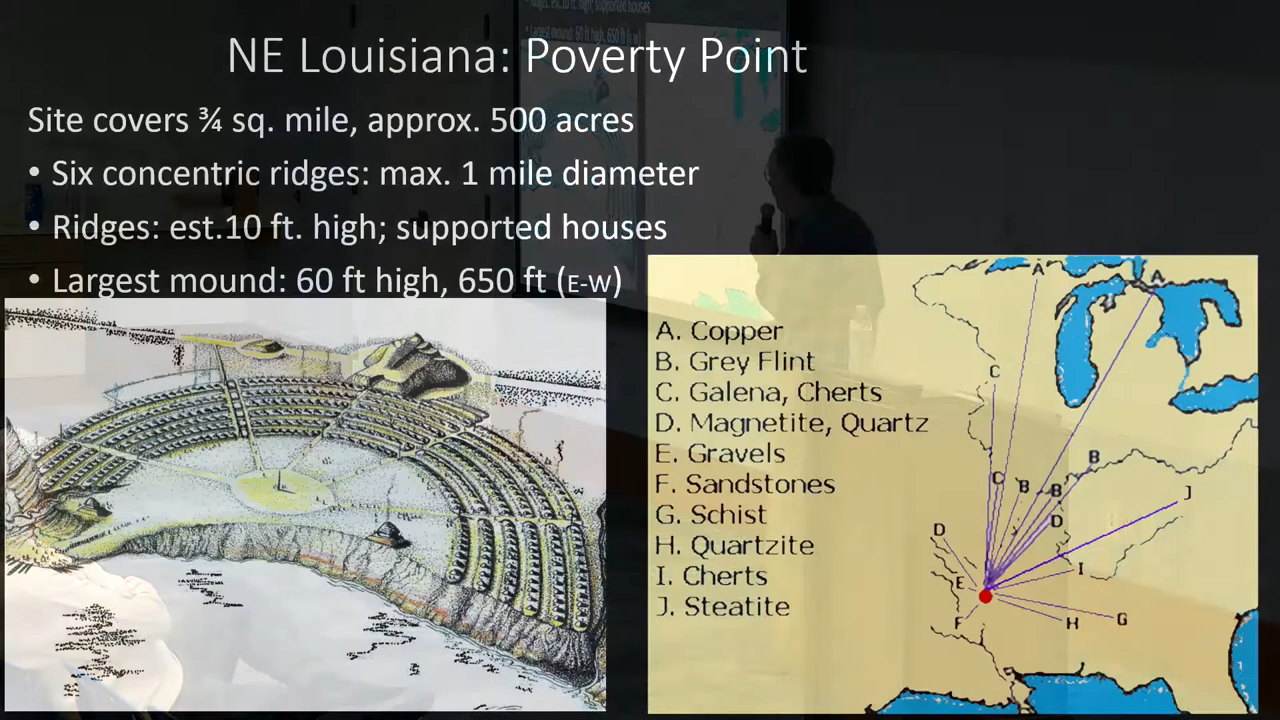 NE Louisiana: Poverty Point
Site covers ¾ sq. mile, approx. 500 acres
• Six concentric ridges: max. 1 mile diameter
• Ridges: est.10 ft. high; supported houses
• Largest mound: 60 ft high, 650 ft (E-W)
A. Copper
B. Grey Flint
C. Galena, Cherts
D. Magnetite, Quartz
E. Gravels
F. Sandstones
G. Schist
H. Quartzite
I. Cherts
J. Steatite
A
A
C
B
C
B
B
J
D
D
E
I
F
H
G